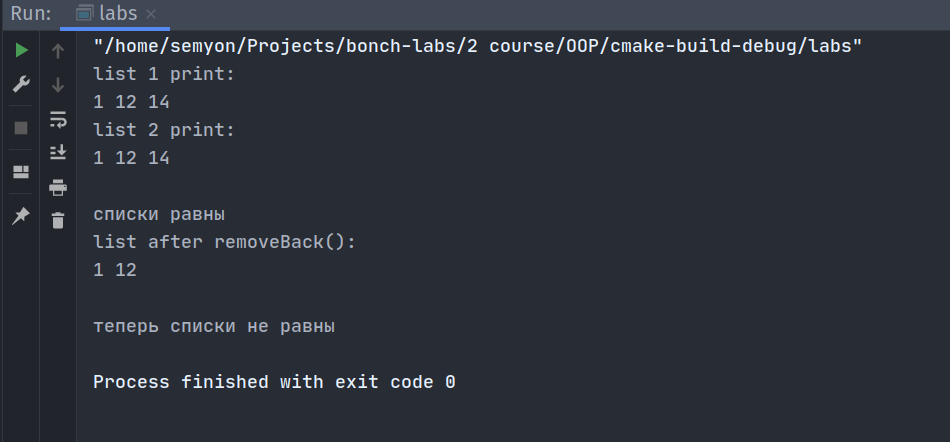 Run: labs
"/home/semyon/Projects/bonch-labs/2 course/OOP/cmake-build-debug/labs"
list 1 print:
1 12 14
list 2 print:
1 12 14
списки равны
list after removeBack():
1 12
теперь списки не равны
Process finished with exit code 0